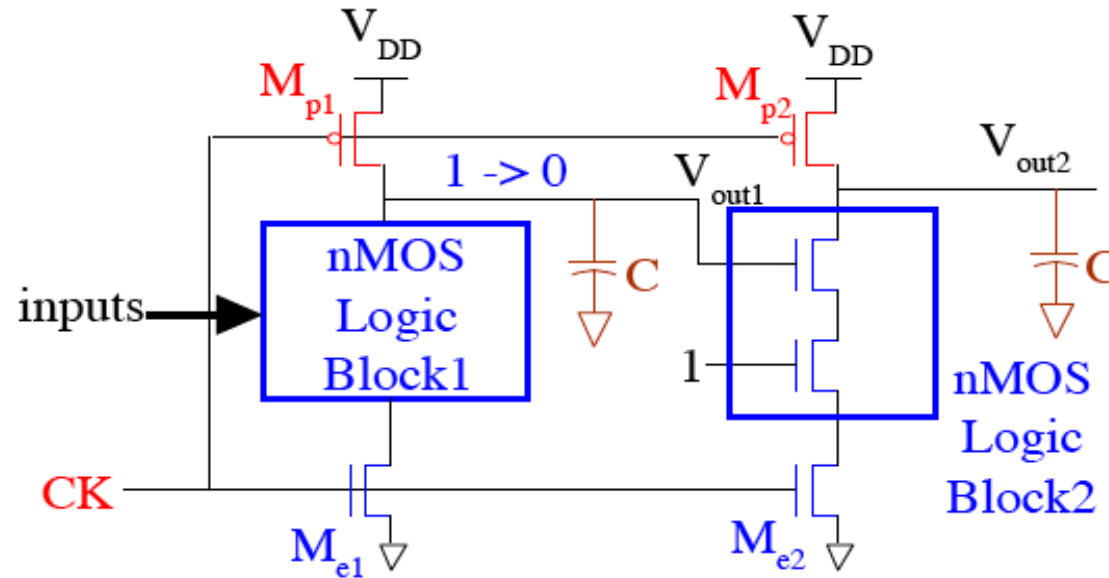 V_DD
V_DD
M_p1
M_p2
1 -> 0
V_out1
V_out2
nMOS
Logic
Block1
inputs
C
C
1
nMOS
Logic
Block2
CK
M_e1
M_e2